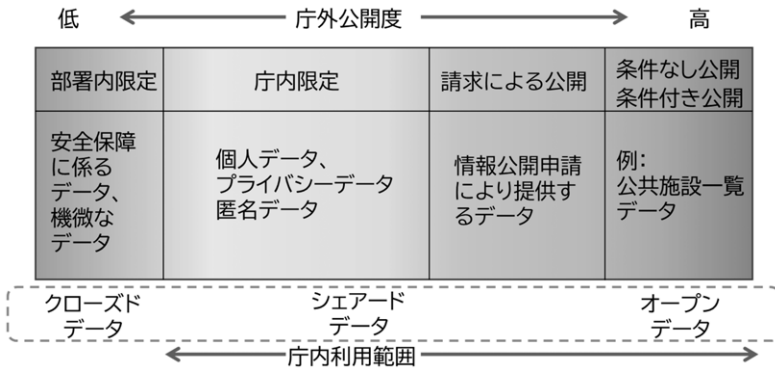 低 庁外公開度 高
部署内限定
庁内限定
請求による公開
条件なし公開
条件付き公開
安全保障
に係る
データ、
機微な
データ
個人データ、
プライバシーデータ
匿名データ
情報公開申請
により提供す
るデータ
例：
公共施設一覧
データ
クローズド
データ
シェアード
データ
オープン
データ
庁内利用範囲